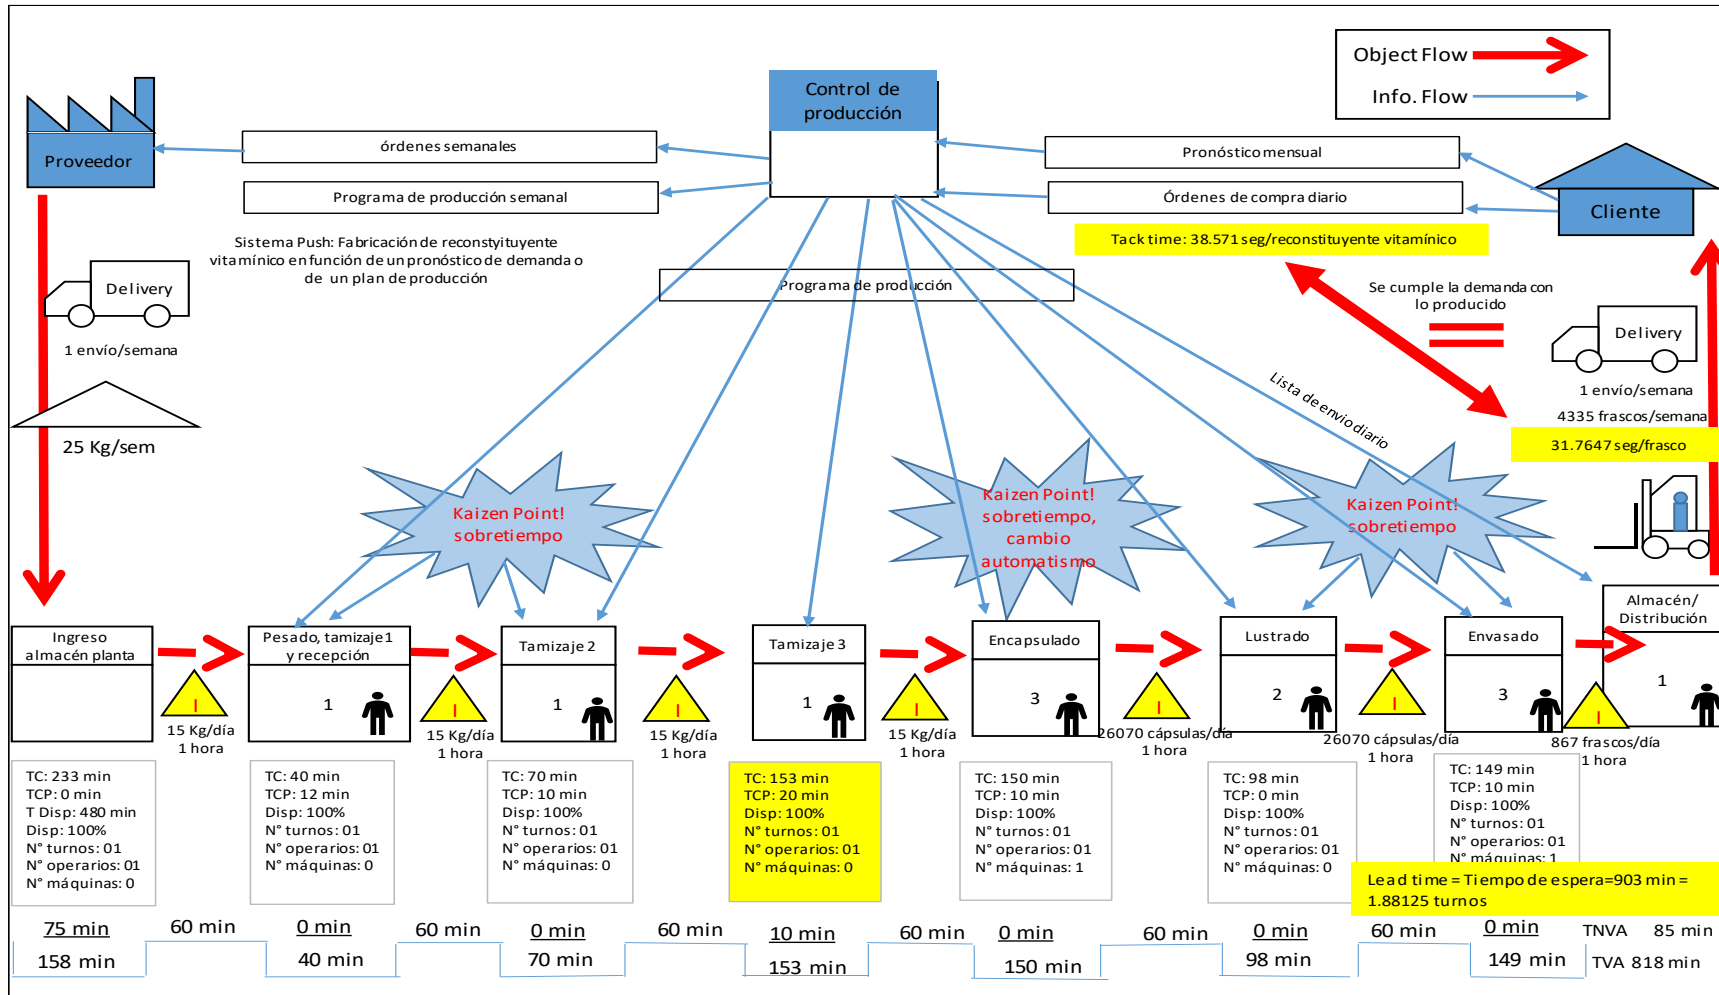 Object Flow
Info. Flow
Control de
producción
Proveedor
órdenes semanales
Pronóstico mensual
Programa de producción semanal
Órdenes de compra diario
Cliente
Tack time: 38.571 seg/reconstituyente vitamínico
Sistema Push: Fabricación de reconstyituyente
vitamínico en función de un pronóstico de demanda o
de un plan de producción
Programa de producción
Delivery
1 envío/semana
25 Kg/sem
Se cumple la demanda con
lo producido
Delivery
1 envío/semana
4335 frascos/semana
31.7647 seg/frasco
Lista de envio diario
Kaizen Point!
sobretiempo
Kaizen Point!
sobretiempo,
cambio
automatismo
Kaizen Point!
sobretiempo
Ingreso
almacén planta
Pesado, tamizaje1
y recepción
1
Tamizaje 2
1
Tamizaje 3
1
Encapsulado
3
Lustrado
2
Envasado
3
Almacén/
Distribución
1
I
15 Kg/día
1 hora
I
15 Kg/día
1 hora
I
15 Kg/día
1 hora
I
15 Kg/día
1 hora
I
26070 cápsulas/día
1 hora
I
26070 cápsulas/día
1 hora
I
867 frascos/día
1 hora
TC: 233 min
TCP: 0 min
T Disp: 480 min
Disp: 100%
N° turnos: 01
N° operarios: 01
N° máquinas: 0
TC: 40 min
TCP: 12 min
Disp: 100%
N° turnos: 01
N° operarios: 01
N° máquinas: 0
TC: 70 min
TCP: 10 min
Disp: 100%
N° turnos: 01
N° operarios: 01
N° máquinas: 0
TC: 153 min
TCP: 20 min
Disp: 100%
N° turnos: 01
N° operarios: 01
N° máquinas: 0
TC: 150 min
TCP: 10 min
Disp: 100%
N° turnos: 01
N° operarios: 01
N° máquinas: 1
TC: 98 min
TCP: 0 min
Disp: 100%
N° turnos: 01
N° operarios: 01
N° máquinas: 0
TC: 149 min
TCP: 10 min
Disp: 100%
N° turnos: 01
N° operarios: 01
N° máquinas: 1
Lead time = Tiempo de espera=903 min =
1.88125 turnos
75 min
158 min
60 min
0 min
40 min
60 min
0 min
70 min
60 min
10 min
153 min
60 min
0 min
150 min
60 min
0 min
98 min
60 min
0 min
149 min
TNVA 85 min
TVA 818 min